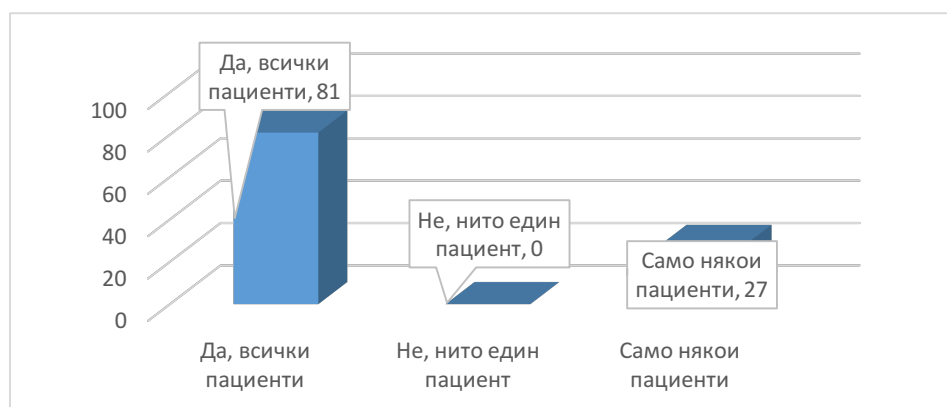 Да, всички
пациенти, 81
100
80
60
40
20
0
Не, нито един
пациент, 0
Само някои
пациенти, 27
Да, всички
пациенти
Не, нито един
пациент
Само някои
пациенти